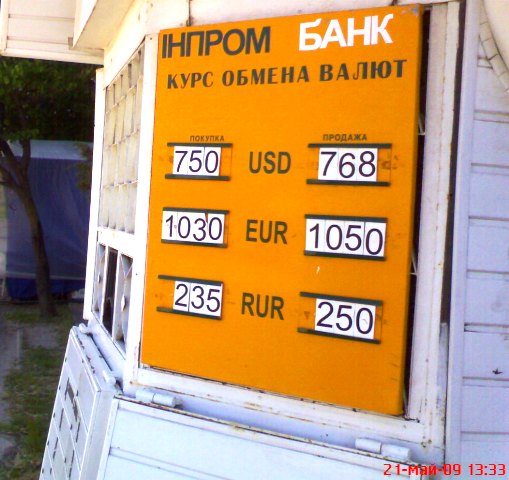 ІНПРОМ БАНК
КУРС ОБМЕНА ВАЛЮТ
ПОКУПКА ПРОДАЖА
750 USD 768
1030 EUR 1050
235 RUR 250
21-май-09 13:33